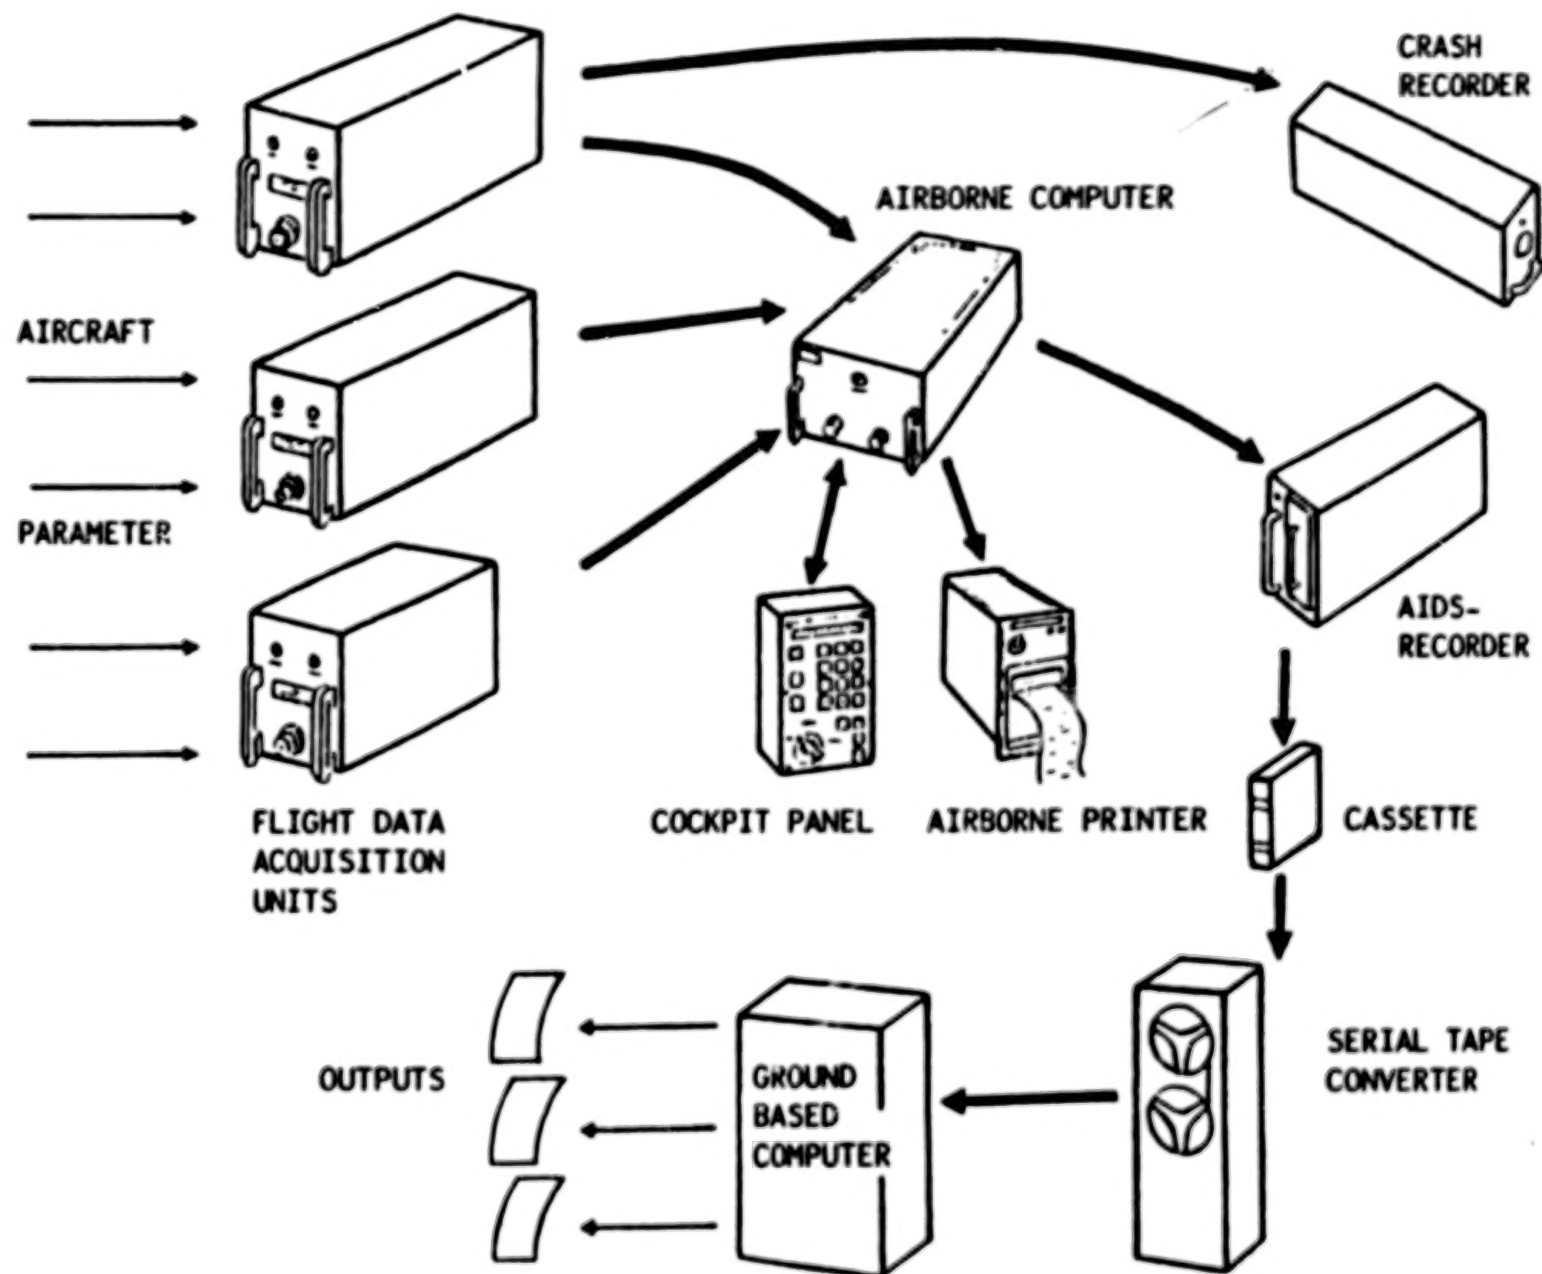 CRASH
RECORDER
AIRBORNE COMPUTER
AIRCRAFT
PARAMETER
AIDS-
RECORDER
FLIGHT DATA
ACQUISITION
UNITS
COCKPIT PANEL
AIRBORNE PRINTER
CASSETTE
SERIAL TAPE
CONVERTER
GROUND
BASED
COMPUTER
OUTPUTS